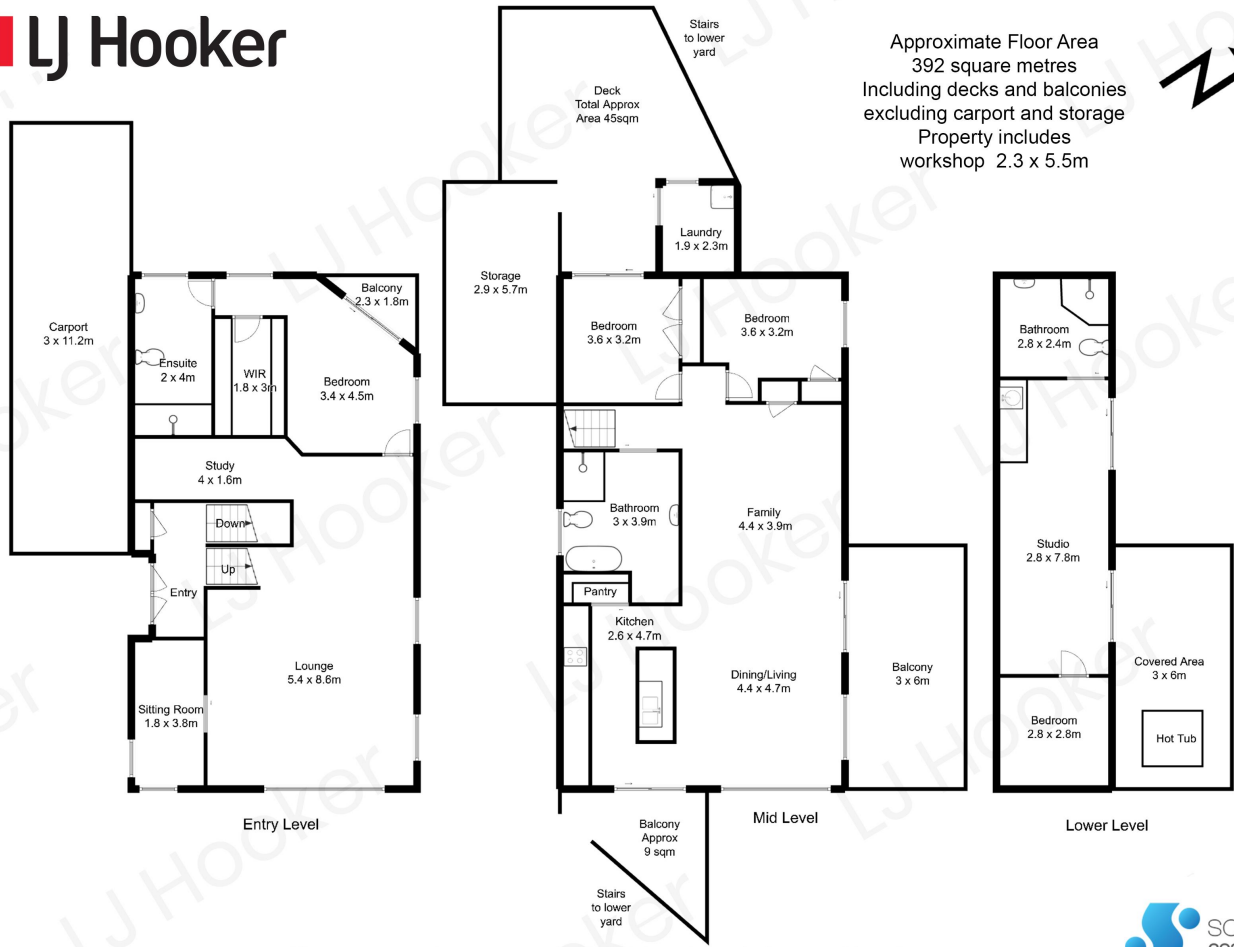 LJ Hooker
Approximate Floor Area
392 square metres
Including decks and balconies
excluding carport and storage
Property includes
workshop 2.3 x 5.5m
Carport
3 x 11.2m
Balcony
2.3 x 1.8m
Ensuite
2 x 4m
WIR
1.8 x 3m
Bedroom
3.4 x 4.5m
Study
4 x 1.6m
Down
Up
Entry
Lounge
5.4 x 8.6m
Sitting Room
1.8 x 3.8m
Entry Level
Stairs
to lower
yard
Deck
Total Approx
Area 45sqm
Laundry
1.9 x 2.3m
Storage
2.9 x 5.7m
Bedroom
3.6 x 3.2m
Bedroom
3.6 x 3.2m
Bathroom
3 x 3.9m
Family
4.4 x 3.9m
Pantry
Kitchen
2.6 x 4.7m
Dining/Living
4.4 x 4.7m
Balcony
3 x 6m
Balcony
Approx
9 sqm
Stairs
to lower
yard
Mid Level
Bathroom
2.8 x 2.4m
Studio
2.8 x 7.8m
Covered Area
3 x 6m
Bedroom
2.8 x 2.8m
Hot Tub
Lower Level